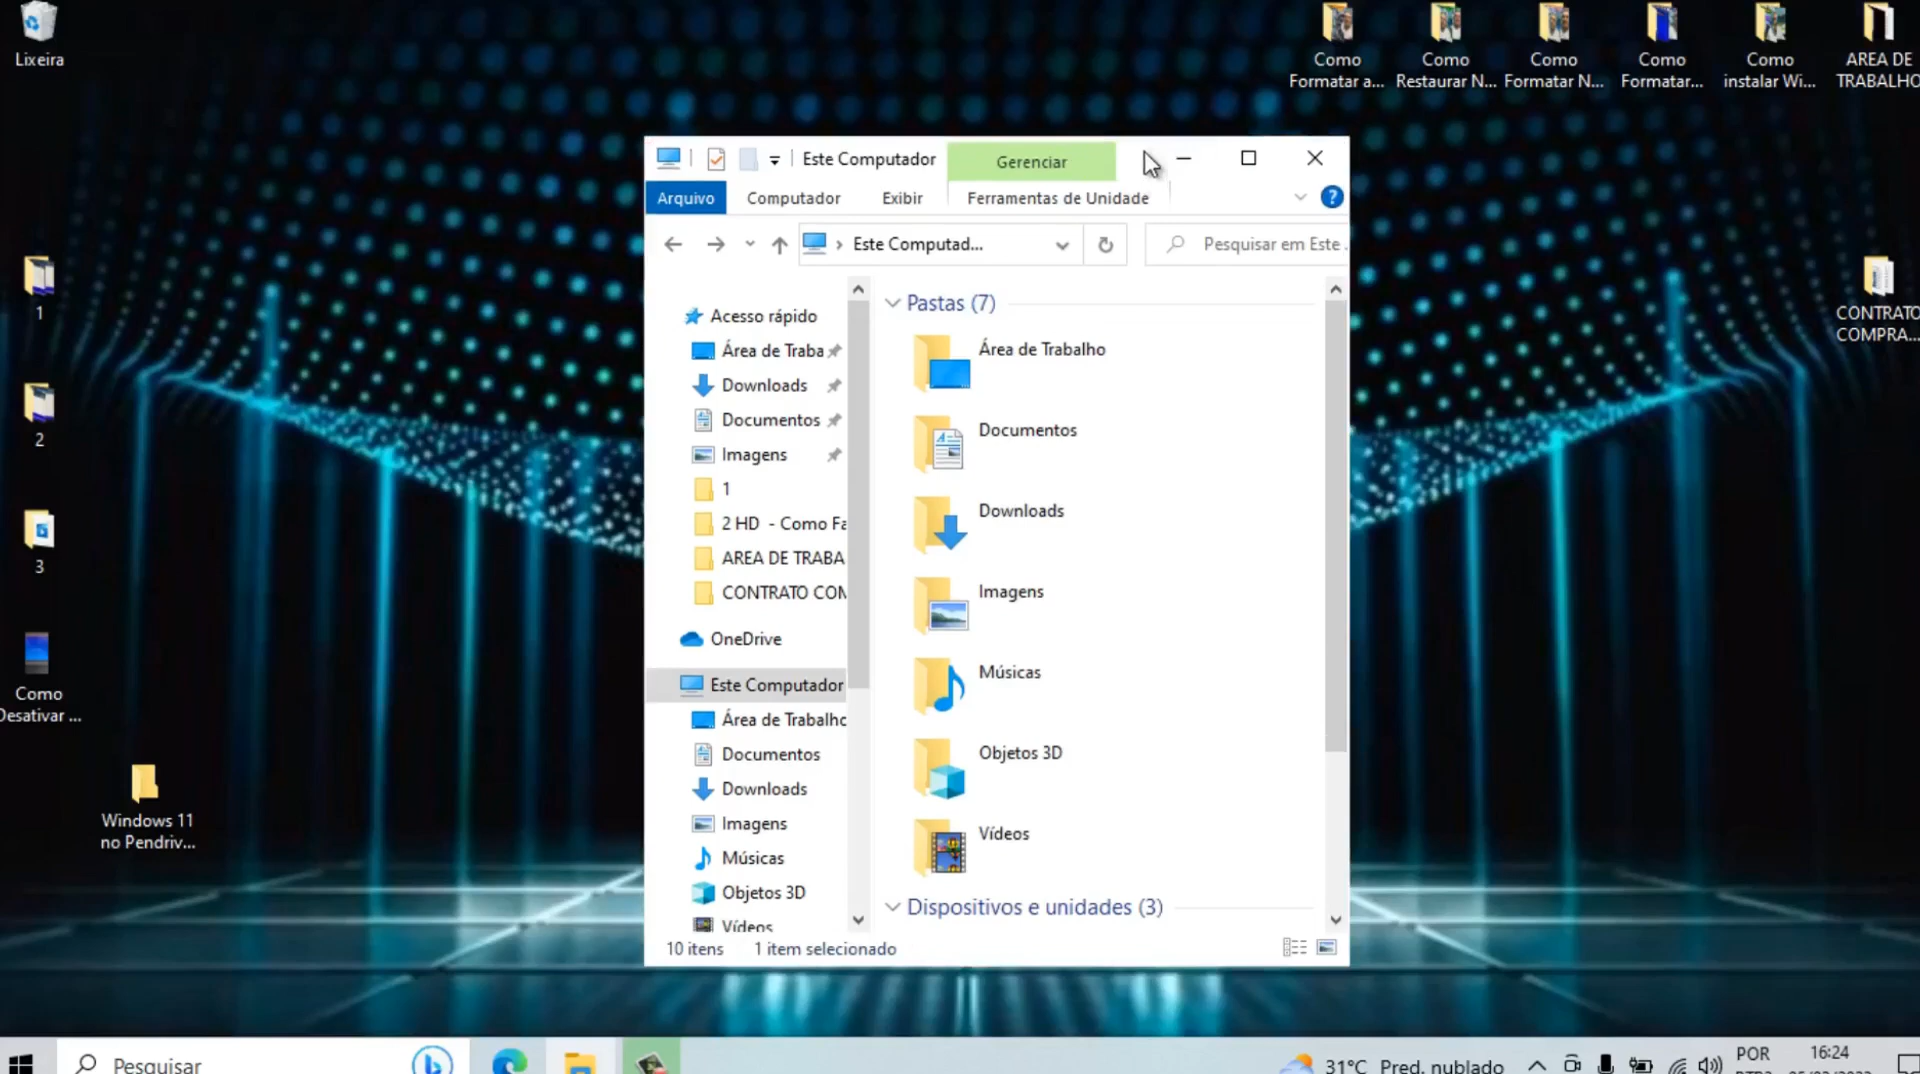 Lixeira
Como
Formatar a...
Como
Restaurar N...
Como
Formatar N...
Como
Formatar...
Como
instalar Wi...
AREA DE
TRABALHO
Este Computador
Gerenciar
Arquivo
Computador
Exibir
Ferramentas de Unidade
Este Computad...
Pesquisar em Este
1
2
3
Como
Desativar ...
Windows 11
no Pendriv...
CONTRATO
COMPRA...
Acesso rápido
Área de Traba
Downloads
Documentos
Imagens
1
2 HD - Como Fa
AREA DE TRABA
CONTRATO COM
OneDrive
Este Computador
Área de Trabalho
Documentos
Downloads
Imagens
Músicas
Objetos 3D
Vídeos
Pastas (7)
Área de Trabalho
Documentos
Downloads
Imagens
Músicas
Objetos 3D
Vídeos
Dispositivos e unidades (3)
10 itens
1 item selecionado
Pesquisar
31°C Pred. nublado
POR
16:24